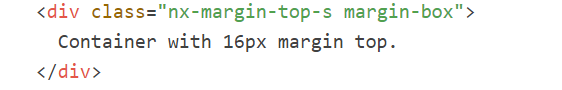 <div class="nx-margin-top-s margin-box">
  Container with 16px margin top.
</div>